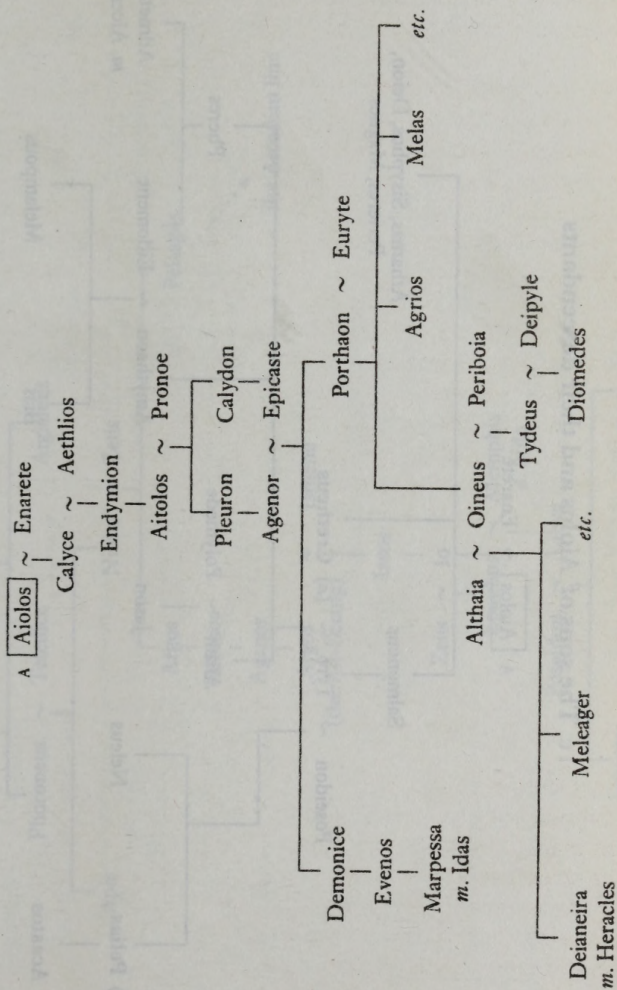 A Aiolos ~ Enarete
Calyce ~ Aethlios
Endymion
Aitolos ~ Pronoe
Pleuron Calydon
Agenor ~ Epicaste
Demonice Porthaon ~ Euryte
Evenos
Marpessa
m. Idas
Agrios Melas etc.
Althaia ~ Oineus ~ Periboia
Tydeus ~ Deipyle
Diomedes
Deianeira Meleager etc.
m. Heracles